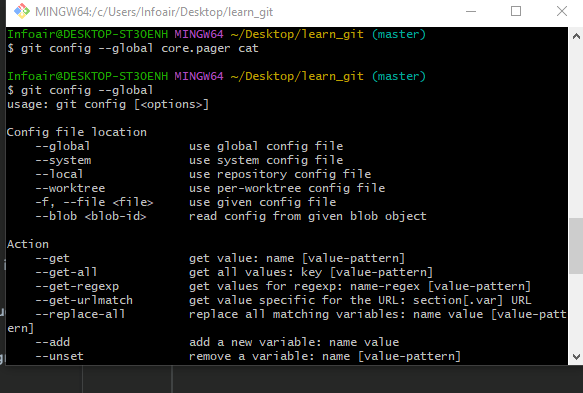 MINGW64:/c/Users/Infoair/Desktop/learn_git
Infoair@DESKTOP-ST3OENH MINGW64 ~/Desktop/learn_git (master)
$ git config --global core.pager cat
Infoair@DESKTOP-ST3OENH MINGW64 ~/Desktop/learn_git (master)
$ git config --global
usage: git config [<options>]
Config file location
--global use global config file
--system use system config file
--local use repository config file
--worktree use per-worktree config file
-f, --file <file> use given config file
--blob <blob-id> read config from given blob object
Action
--get get value: name [value-pattern]
--get-all get all values: key [value-pattern]
--get-regexp get values for regexp: name-regex [value-pattern]
--get-urlmatch get value specific for the URL: section[.var] URL
--replace-all replace all matching variables: name value [value-patt
ern]
--add add a new variable: name value
--unset remove a variable: name [value-pattern]